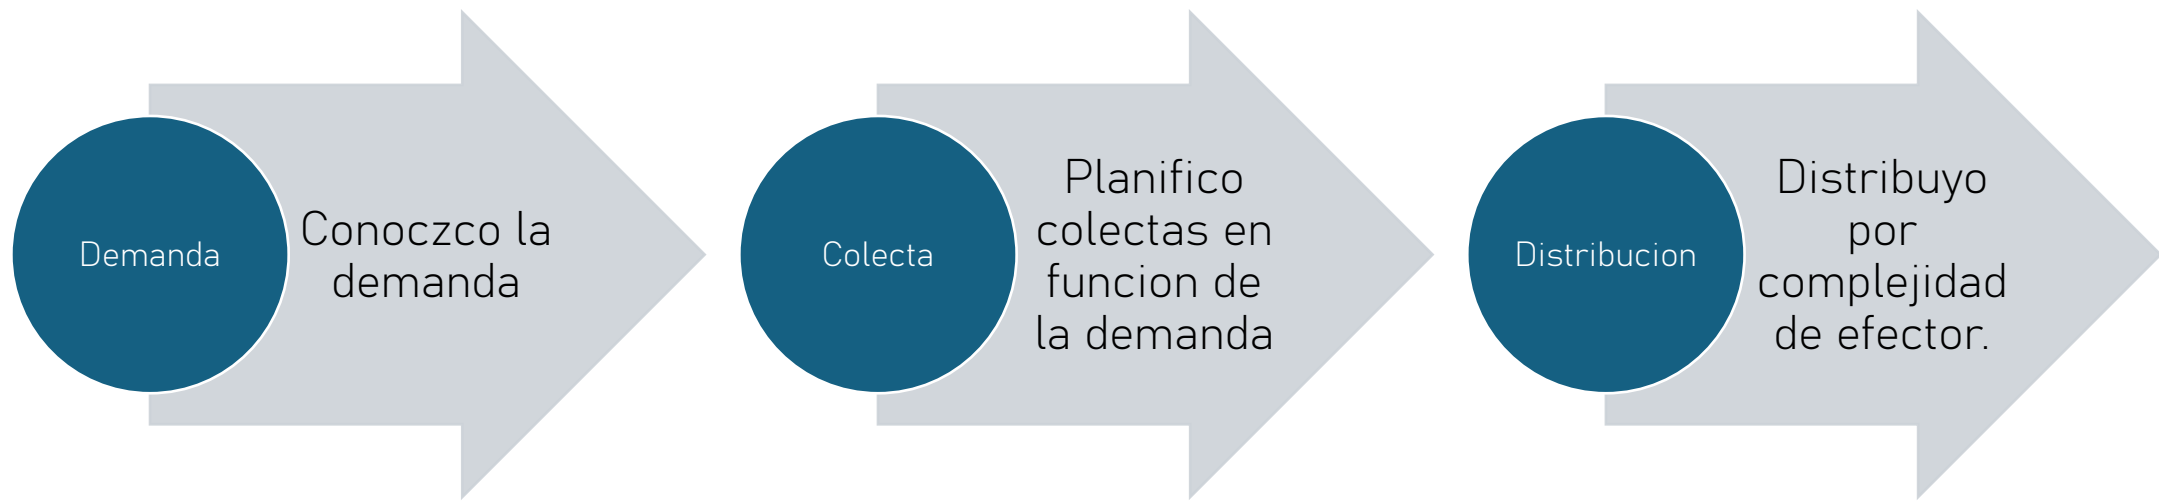 Demanda
Conoczco la
demanda
Colecta
Planifico
colectas en
funcion de
la demanda
Distribucion
Distribuyo
por
complejidad
de efector.